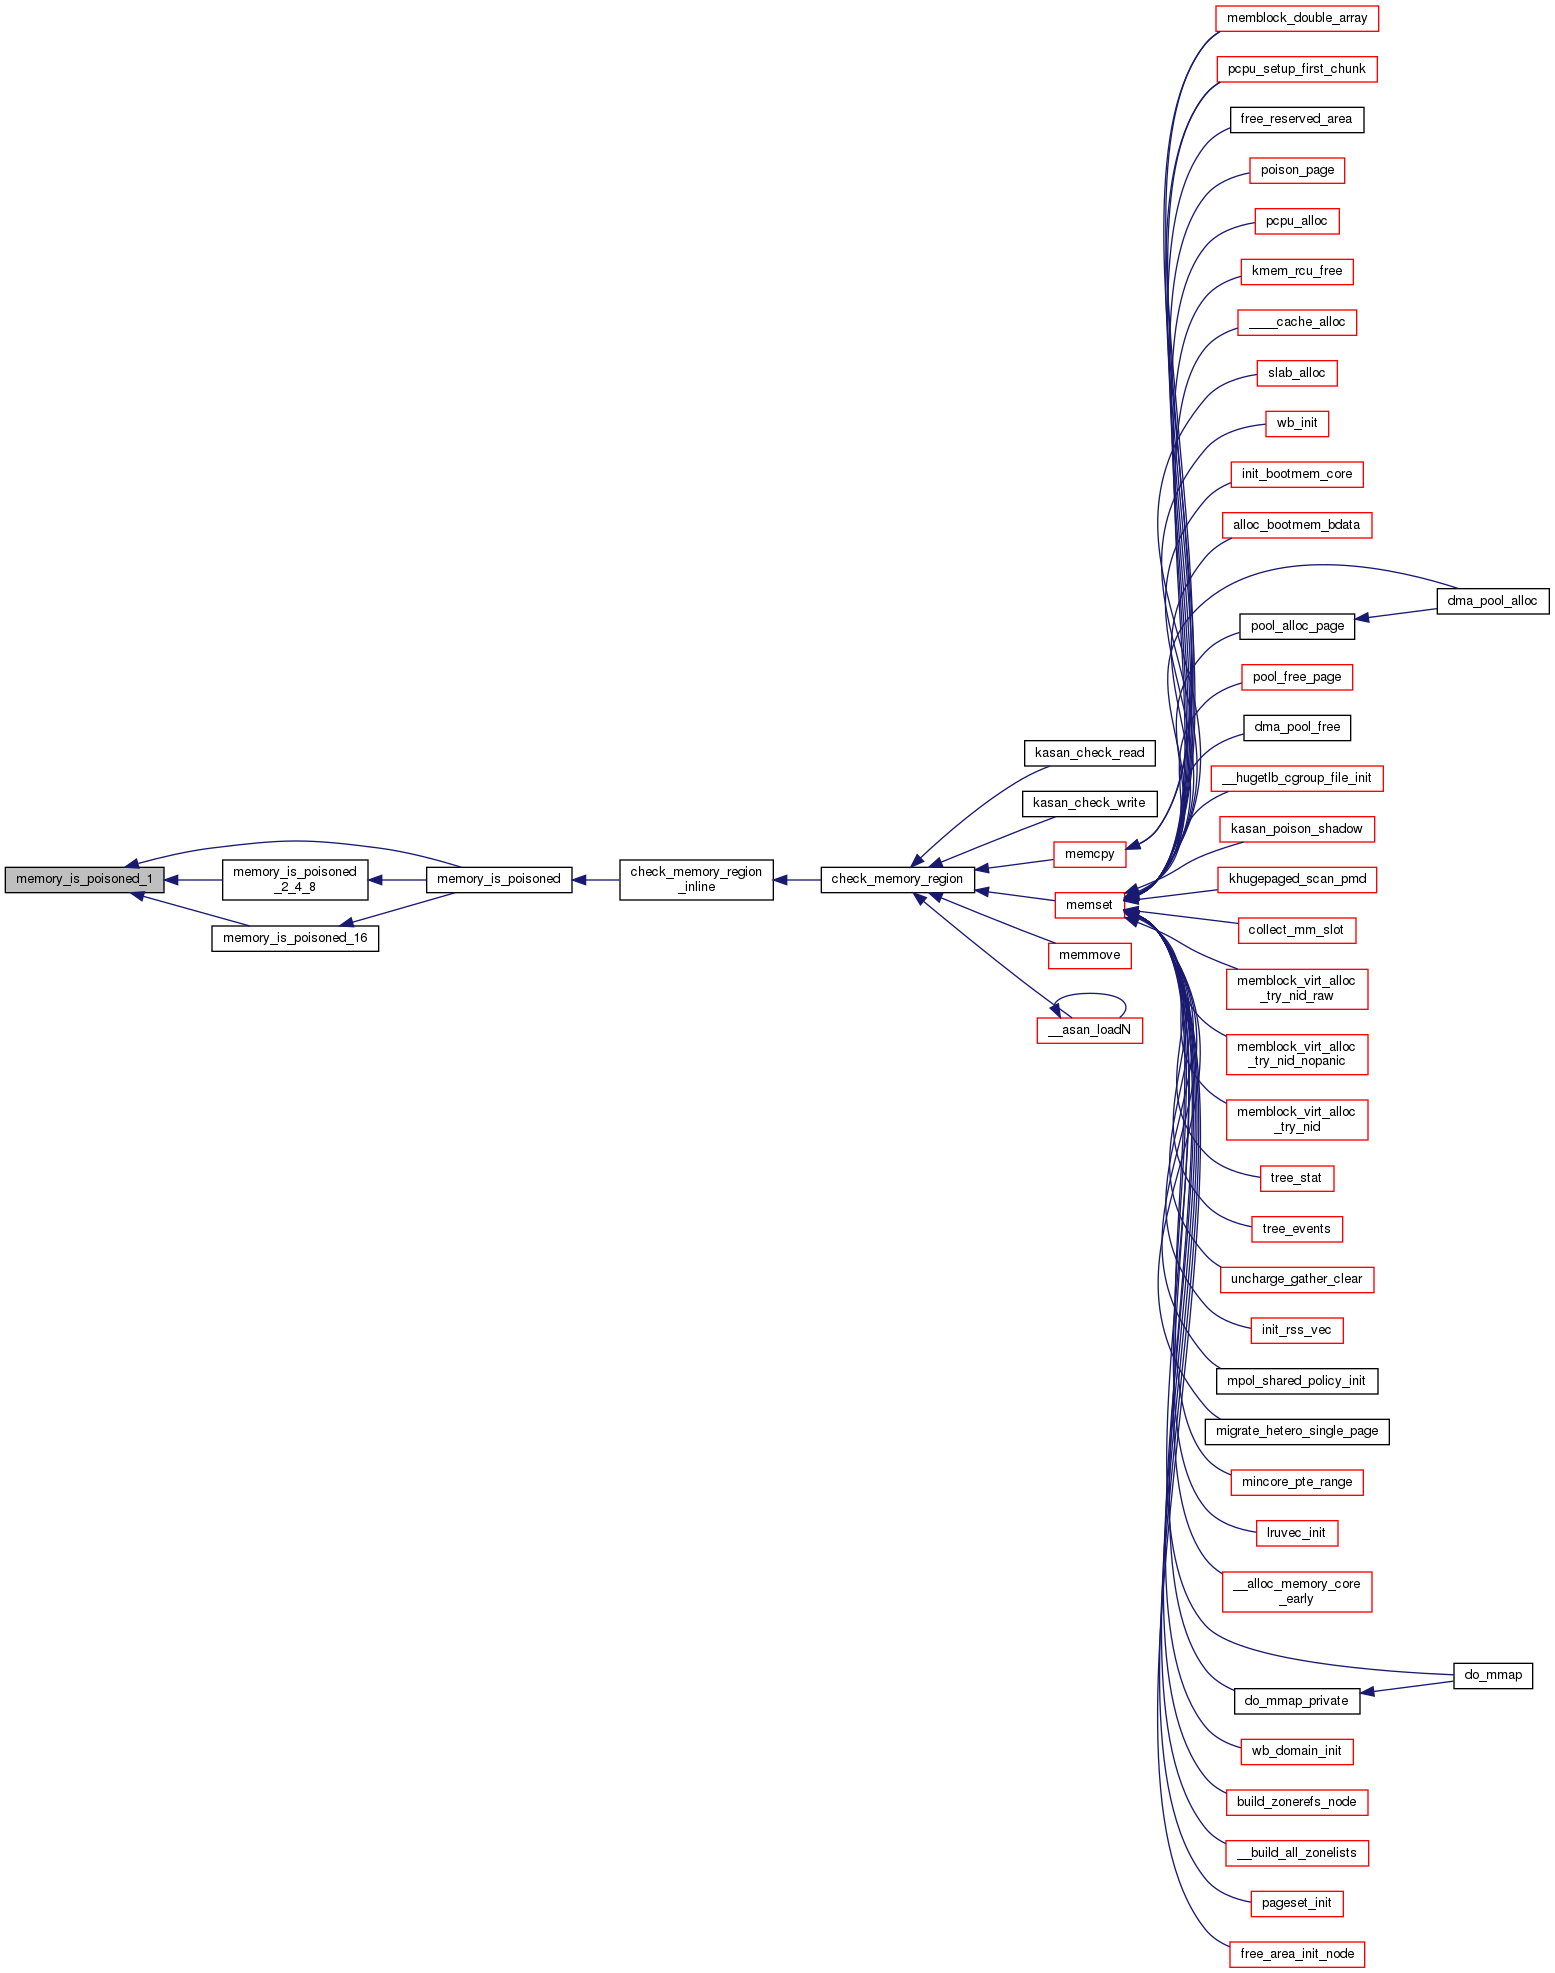 memory_is_poisoned_1
memory_is_poisoned
_2_4_8
memory_is_poisoned_16
memory_is_poisoned
check_memory_region
_inline
check_memory_region
kasan_check_read
kasan_check_write
memcpy
memset
memmove
__asan_loadN
memblock_double_array
pcpu_setup_first_chunk
free_reserved_area
poison_page
pcpu_alloc
kmem_rcu_free
____cache_alloc
slab_alloc
wb_init
init_bootmem_core
alloc_bootmem_bdata
dma_pool_alloc
pool_alloc_page
pool_free_page
dma_pool_free
__hugetlb_cgroup_file_init
kasan_poison_shadow
khugepaged_scan_pmd
collect_mm_slot
memblock_virt_alloc
_try_nid_raw
memblock_virt_alloc
_try_nid_nopanic
memblock_virt_alloc
_try_nid
tree_stat
tree_events
uncharge_gather_clear
init_rss_vec
mpol_shared_policy_init
migrate_hetero_single_page
mincore_pte_range
lruvec_init
__alloc_memory_core
_early
do_mmap
do_mmap_private
wb_domain_init
build_zonerefs_node
__build_all_zonelists
pageset_init
free_area_init_node